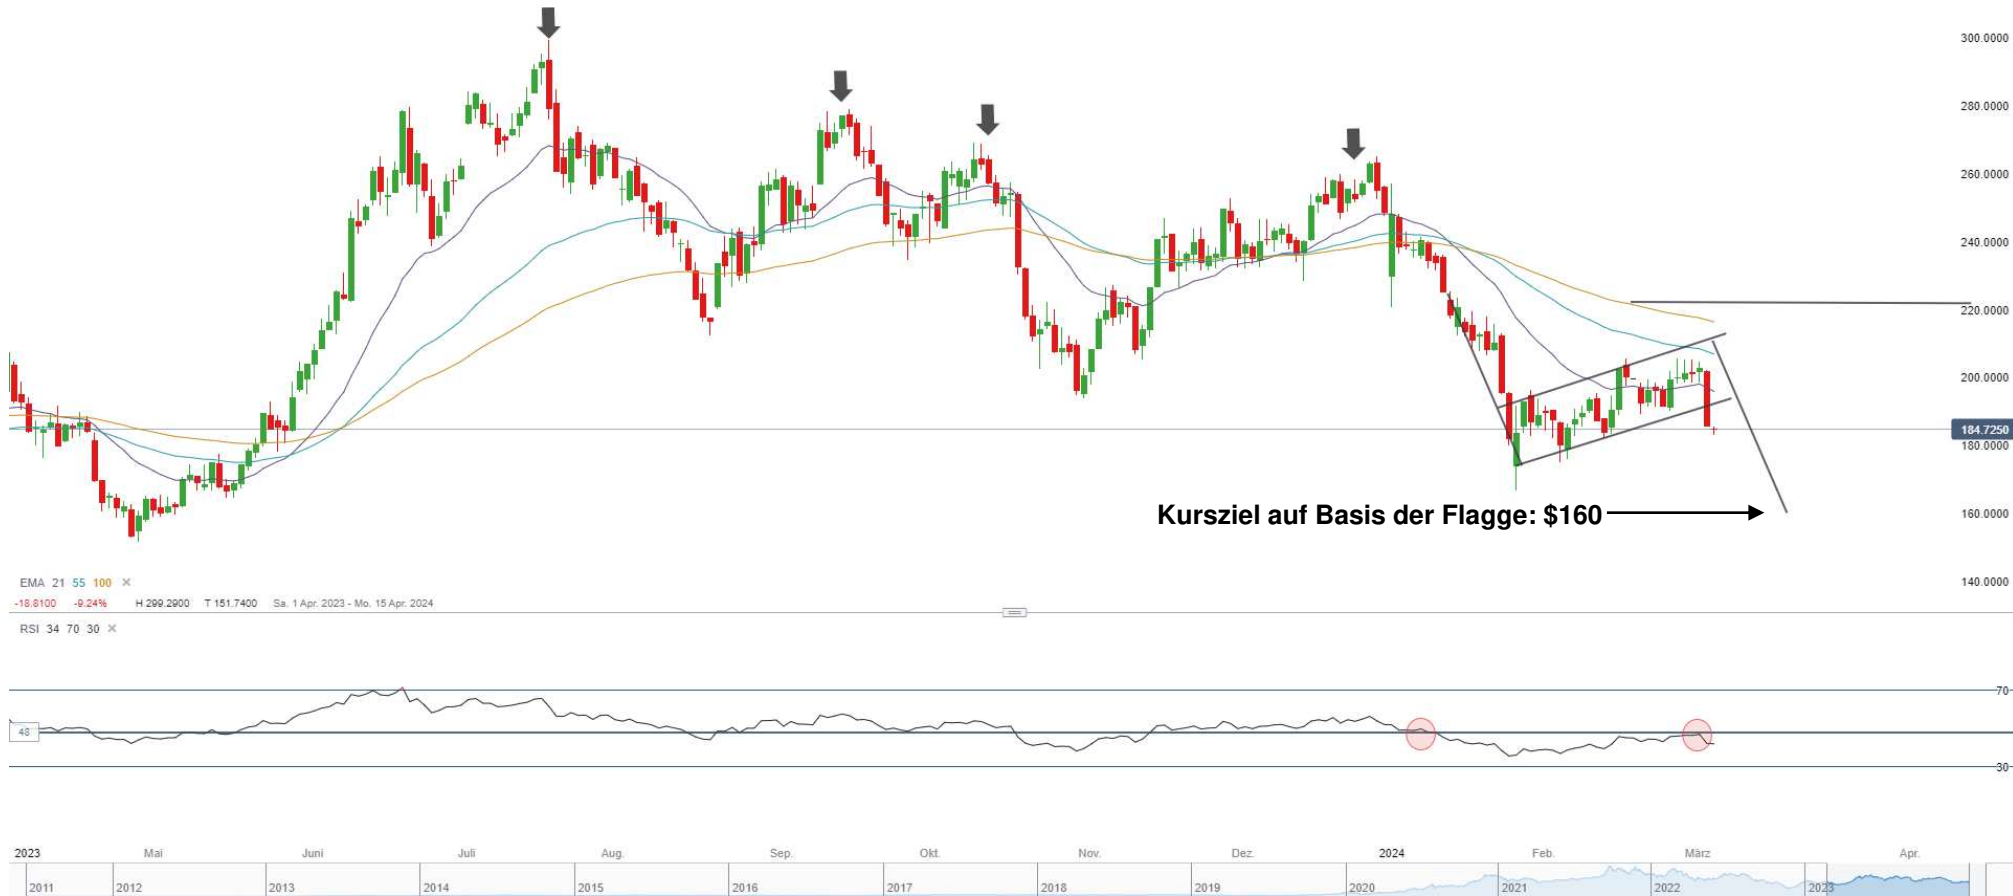 300.0000
280.0000
260.0000
240.0000
220.0000
200.0000
184.7250
180.0000
Kursziel auf Basis der Flagge: $160
160.0000
140.0000
EMA 21 55 100 ×
-18.8100 -9.24% H 299.2900 T 151.7400 Sa. 1 Apr. 2023 - Mo. 15 Apr. 2024
RSI 34 70 30 ×
70
48
30
2023 Mai Juni Juli Aug. Sep. Okt. Nov. Dez. 2024 Feb. März Apr.
2011 2012 2013 2014 2015 2016 2017 2018 2019 2020 2021 2022 2023